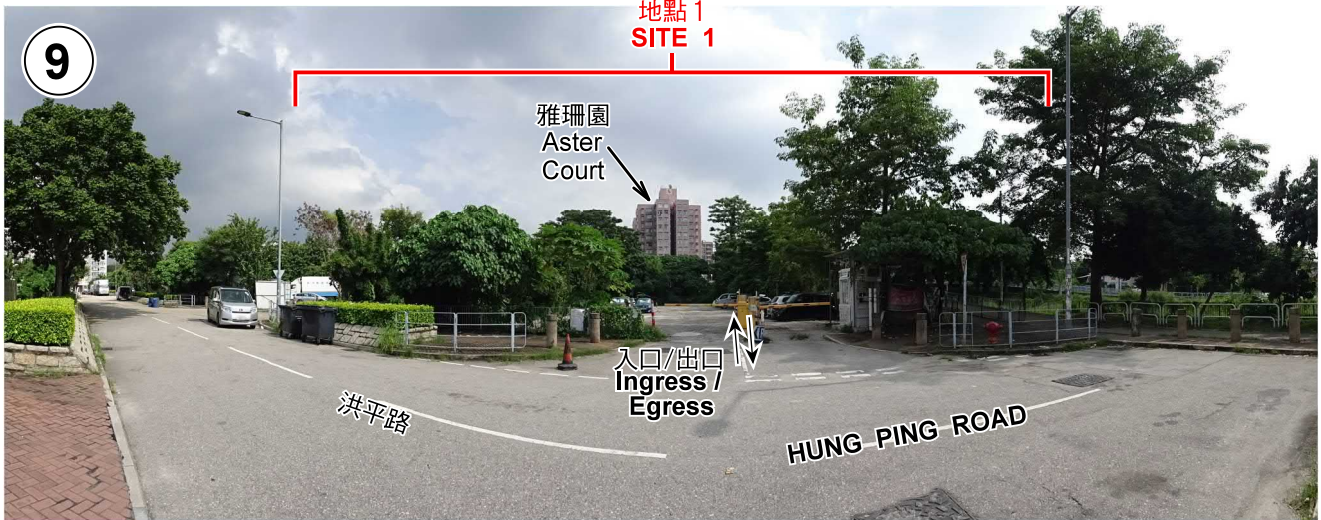 9
地點 1
SITE 1
雅珊園
Aster
Court
入口/出口
Ingress /
Egress
洪平路
HUNG PING ROAD